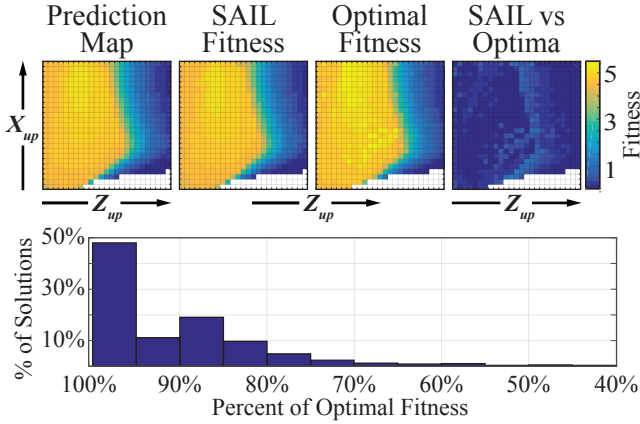 Prediction Map
SAIL Fitness
Optimal Fitness
SAIL vs Optima
X_up
Z_up
Z_up
Z_up
5
3
1
Fitness
50%
30%
10%
% of Solutions
100%
90%
80%
70%
60%
50%
40%
Percent of Optimal Fitness